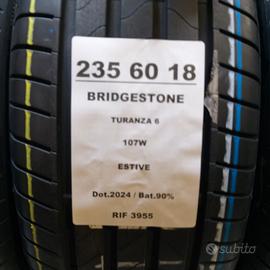 235 60 18
BRIDGESTONE
TURANZA 6
107W
ESTIVE
Dot.2024 / Bat.90%
RIF 3955
subito